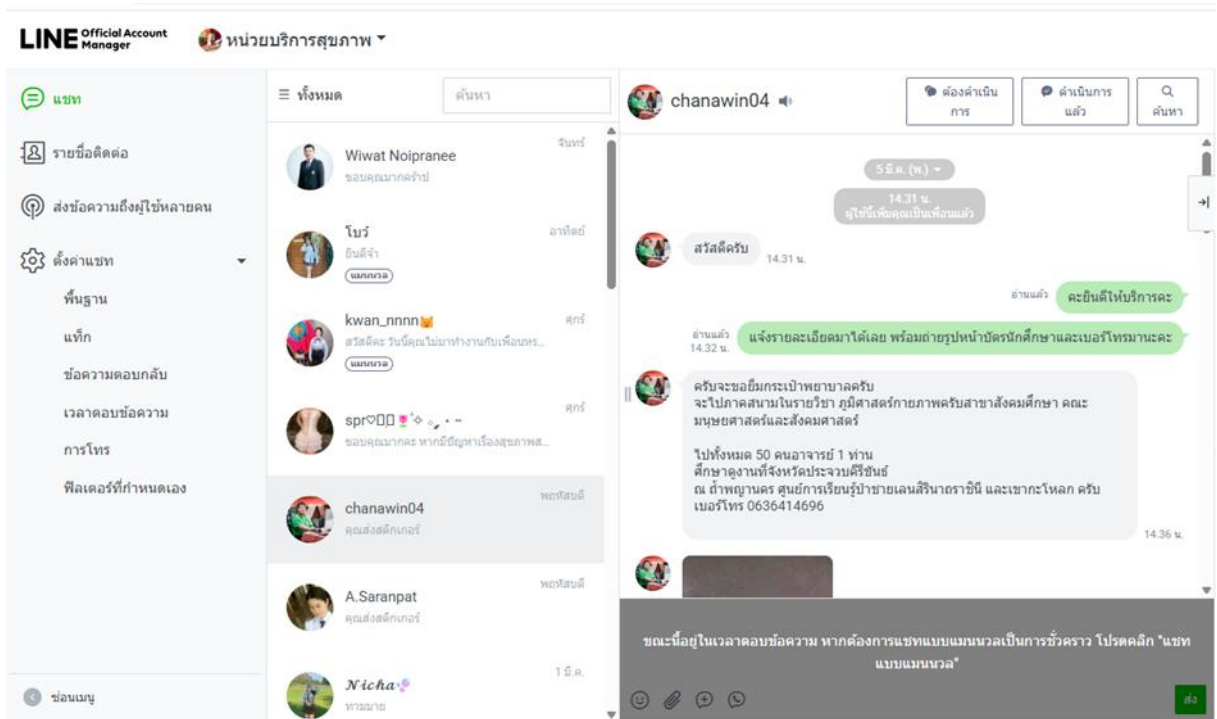 LINE Official Account Manager
หน่วยบริการสุขภาพ
แชท
รายชื่อติดต่อ
ส่งข้อความถึงผู้ใช้หลายคน
ตั้งค่าแชท
พื้นฐาน
แท็ก
ข้อความตอบกลับ
เวลาตอบข้อความ
การโทร
ฟิลเตอร์ที่กำหนดเอง
ซ่อนเมนู
ทั้งหมด
ค้นหา
Wiwat Noipranee
จันทร์
ขอบคุณมากคร้าป
โบว์
อาทิตย์
ยินดีจ้า
แมนนวล
kwan_nnnn
ศุกร์
สวัสดีคะ วันนี้คุณไม่มาทำงานกับเพื่อนหร...
แมนนวล
spr
ศุกร์
ขอบคุณมากคะ หากมีปัญหาเรื่องสุขภาพส...
chanawin04
พฤหัสบดี
คุณส่งสติกเกอร์
A.Saranpat
พฤหัสบดี
คุณส่งสติกเกอร์
Nicha
1 มี.ค.
ทามมาย
chanawin04
ต้องดำเนินการ
ดำเนินการแล้ว
ค้นหา
5 มี.ค. (พ.)
14.31 น.
ผู้ใช้นี้เพิ่มคุณเป็นเพื่อนแล้ว
สวัสดีครับ
14.31 น.
อ่านแล้ว
คะยินดีให้บริการคะ
อ่านแล้ว
14.32 น.
แจ้งรายละเอียดมาได้เลย พร้อมถ่ายรูปหน้าบัตรนักศึกษาและเบอร์โทรมานะคะ
ครับจะขอยืมกระเป๋าพยาบาลครับ
จะไปภาคสนามในรายวิชา ภูมิศาสตร์กายภาพครับสาขาสังคมศึกษา คณะ
มนุษยศาสตร์และสังคมศาสตร์
ไปทั้งหมด 50 คนอาจารย์ 1 ท่าน
ศึกษาดูงานที่จังหวัดประจวบคีรีขันธ์
ณ ถ้ำพญานคร ศูนย์การเรียนรู้ป่าชายเลนสิรินาถราชินี และเขากะโหลก ครับ
เบอร์โทร 0636414696
14.36 น.
ขณะนี้อยู่ในเวลาตอบข้อความ หากต้องการแชทแบบแมนนวลเป็นการชั่วคราว โปรดคลิก "แชท
แบบแมนนวล"
ส่ง